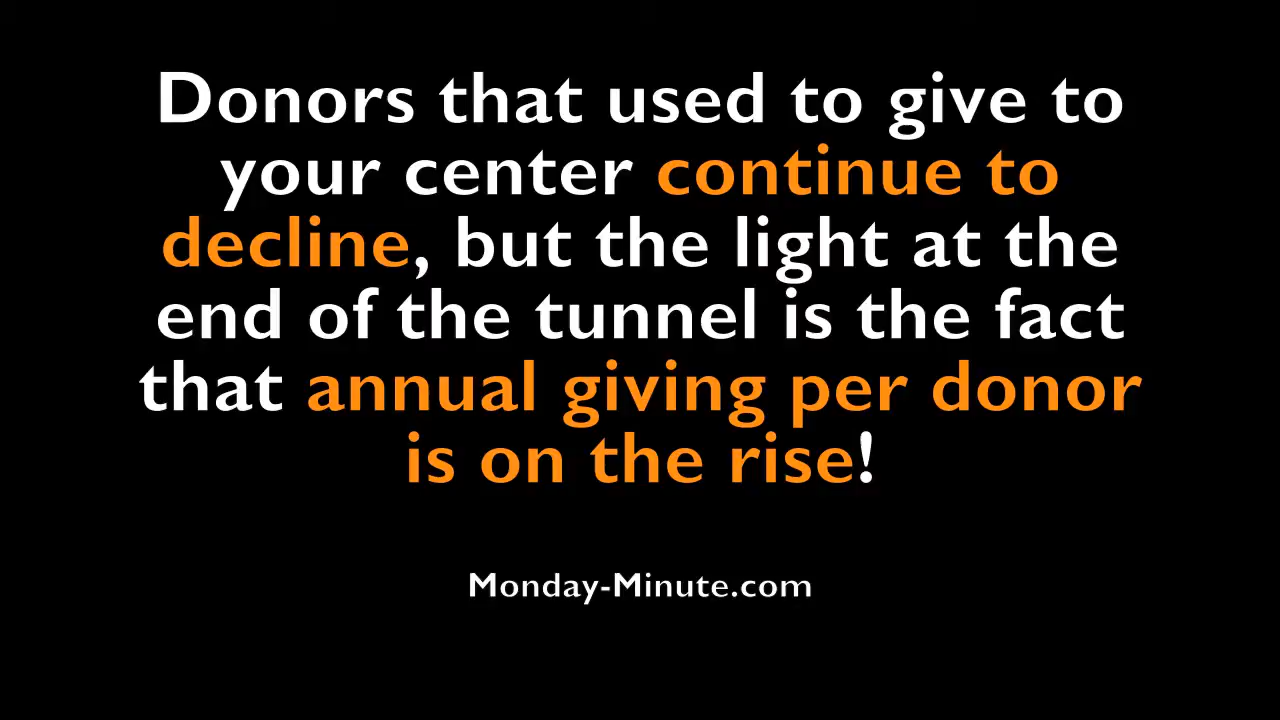 Donors that used to give to
your center continue to
decline, but the light at the
end of the tunnel is the fact
that annual giving per donor
is on the rise!
Monday-Minute.com